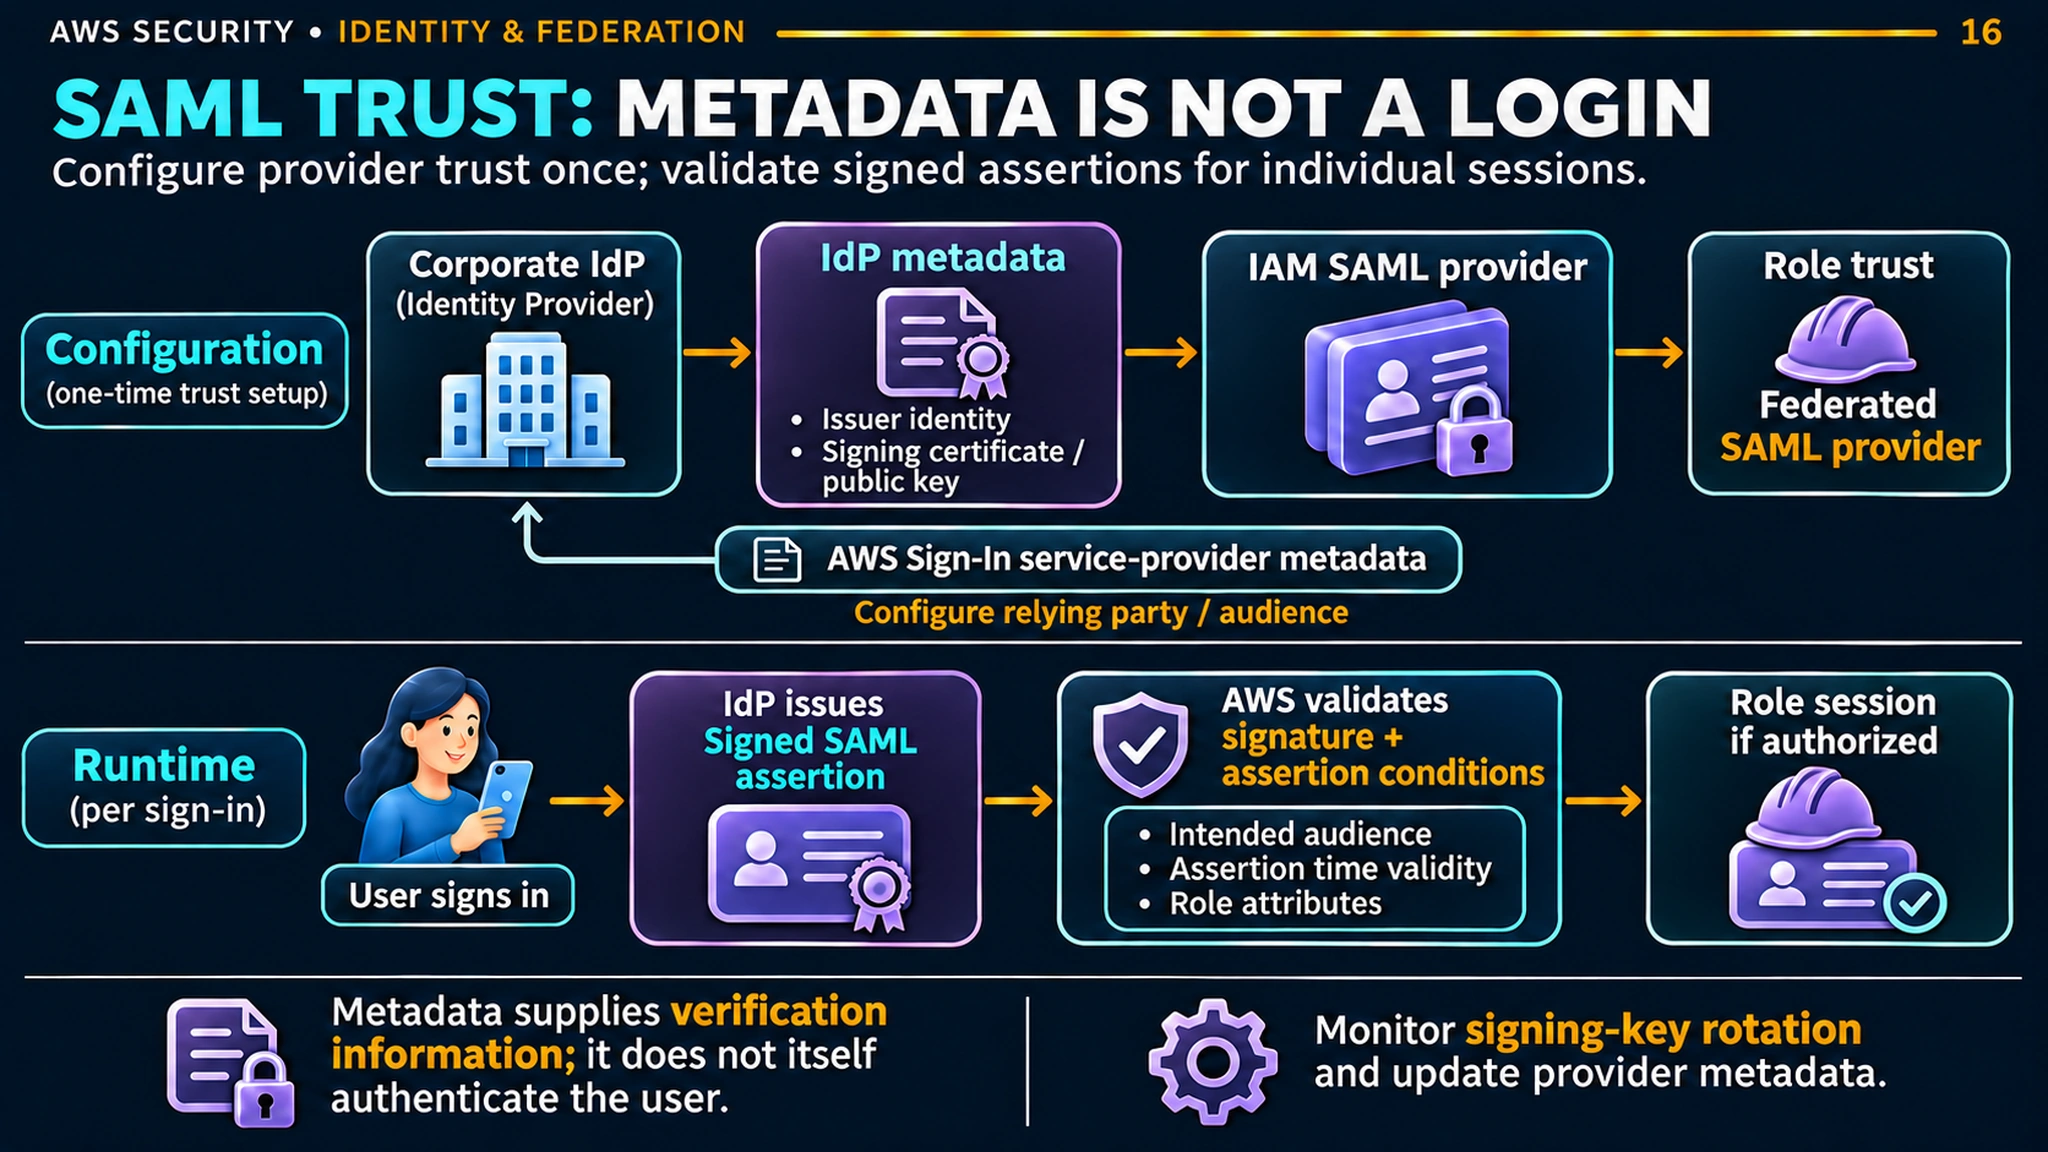 AWS SECURITY • IDENTITY & FEDERATION
16
SAML TRUST: METADATA IS NOT A LOGIN
Configure provider trust once; validate signed assertions for individual sessions.
Configuration
(one-time trust setup)
Corporate IdP
(Identity Provider)
IdP metadata
• Issuer identity
• Signing certificate /
public key
IAM SAML provider
Role trust
Federated
SAML provider
AWS Sign-In service-provider metadata
Configure relying party / audience
Runtime
(per sign-in)
User signs in
IdP issues
Signed SAML
assertion
AWS validates
signature +
assertion conditions
• Intended audience
• Assertion time validity
• Role attributes
Role session
if authorized
Metadata supplies verification
information; it does not itself
authenticate the user.
Monitor signing-key rotation
and update provider metadata.